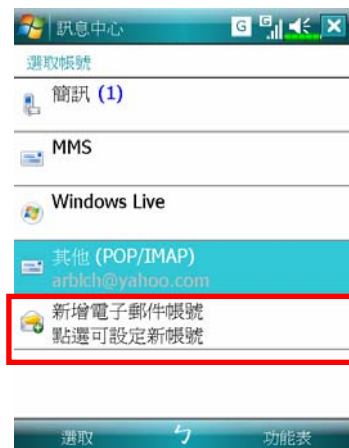 訊息中心
選取帳號
簡訊 (1)
MMS
Windows Live
其他 (POP/IMAP)
arblch@yahoo.com
新增電子郵件帳號
點選可設定新帳號
選取 ㄅ 功能表